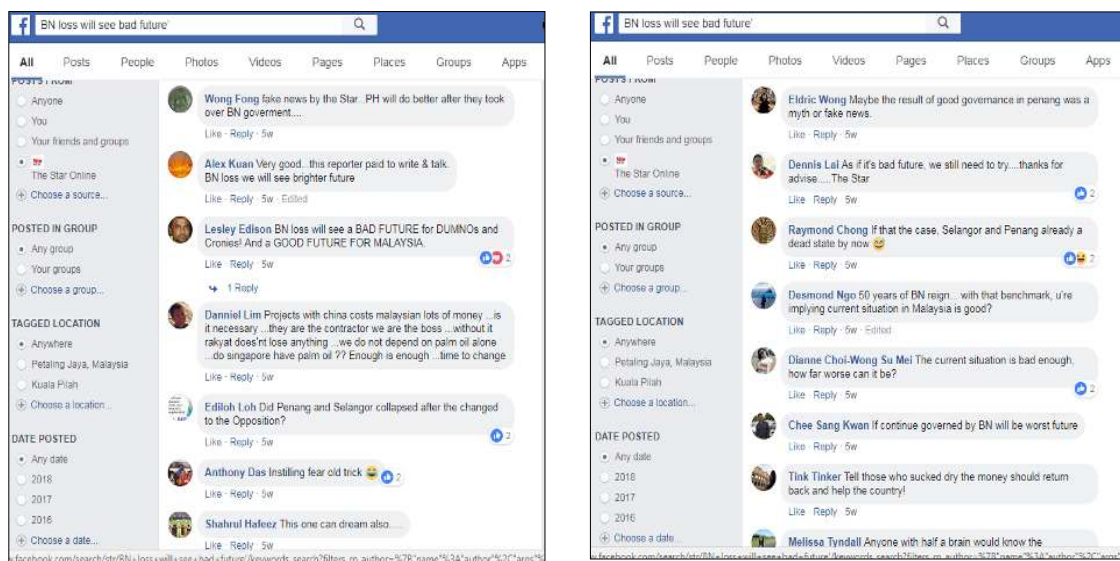 BN loss will see bad future'
All Posts People Photos Videos Pages Places Groups Apps
POSTS FROM
Anyone
You
Your friends and groups
The Star Online
Choose a source...
POSTED IN GROUP
Any group
Your groups
Choose a group...
TAGGED LOCATION
Anywhere
Petaling Jaya, Malaysia
Kuala Pilah
Choose a location...
DATE POSTED
Any date
2018
2017
2016
Choose a date...
Wong Fong fake news by the Star...PH will do better after they took
over BN goverment....
Like · Reply · 5w
Alex Kuan Very good...this reporter paid to write & talk.
BN loss we will see brighter future
Like · Reply · 5w · Edited
Lesley Edison BN loss will see a BAD FUTURE for DUMNOs and
Cronies! And a GOOD FUTURE FOR MALAYSIA.
2
Like · Reply · 5w
1 Reply
Danniel Lim Projects with china costs malaysian lots of money ...is
it necessary ...they are the contractor we are the boss ...without it
rakyat does'nt lose anything ...we do not depend on palm oil alone
...do singapore have palm oil ?? Enough is enough ...time to change
Like · Reply · 5w
Ediloh Loh Did Penang and Selangor collapsed after the changed
to the Opposition?
2
Like · Reply · 5w
Anthony Das Instilling fear old trick 😂 2
Like · Reply · 5w
Shahrul Hafeez This one can dream also.....
Like · Reply · 5w
BN loss will see bad future'
All Posts People Photos Videos Pages Places Groups Apps
POSTS FROM
Anyone
You
Your friends and groups
The Star Online
Choose a source...
POSTED IN GROUP
Any group
Your groups
Choose a group...
TAGGED LOCATION
Anywhere
Petaling Jaya, Malaysia
Kuala Pilah
Choose a location...
DATE POSTED
Any date
2018
2017
2016
Choose a date...
Eldric Wong Maybe the result of good governance in penang was a
myth or fake news.
Like · Reply · 5w
Dennis Lai As if it's bad future, we still need to try....thanks for
advise.....The Star
2
Like · Reply · 5w
Raymond Chong If that the case, Selangor and Penang already a
dead state by now 😅
2
Like · Reply · 5w
Desmond Ngo 50 years of BN reign... with that benchmark, u're
implying current situation in Malaysia is good?
Like · Reply · 5w · Edited
Dianne Choi-Wong Su Mei The current situation is bad enough,
how far worse can it be?
2
Like · Reply · 5w
Chee Sang Kwan If continue governed by BN will be worst future
Like · Reply · 5w
Tink Tinker Tell those who sucked dry the money should return
back and help the country!
Like · Reply · 5w
Melissa Tyndall Anyone with half a brain would know the